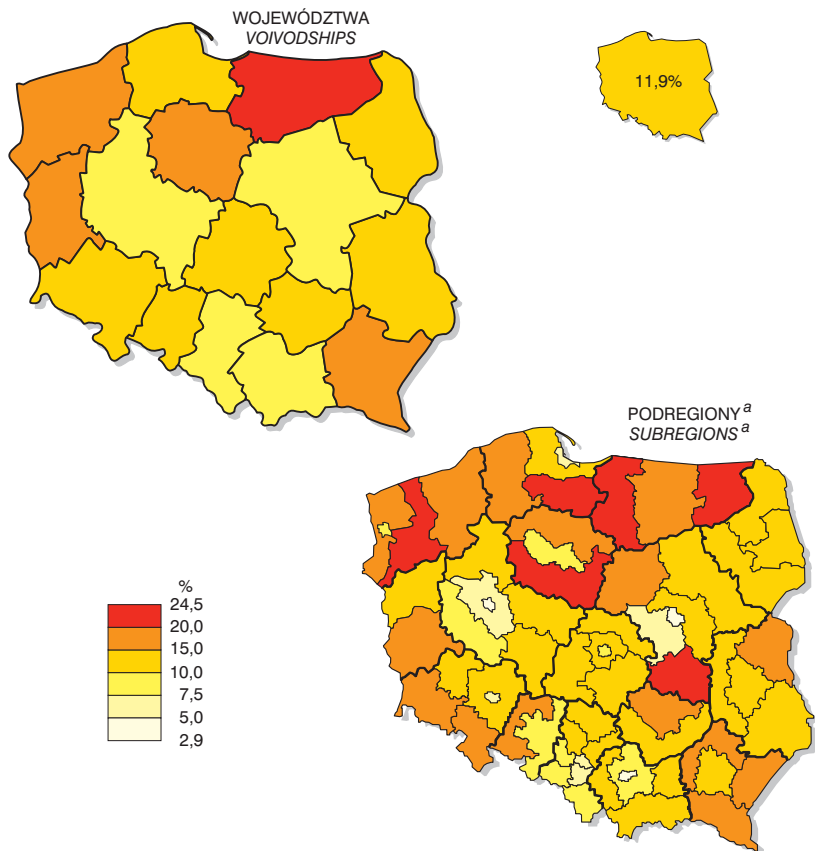 WOJEWÓDZTWA
VOIVODSHIPS
11,9%
PODREGIONY a
SUBREGIONS a
%
24,5
20,0
15,0
10,0
7,5
5,0
2,9